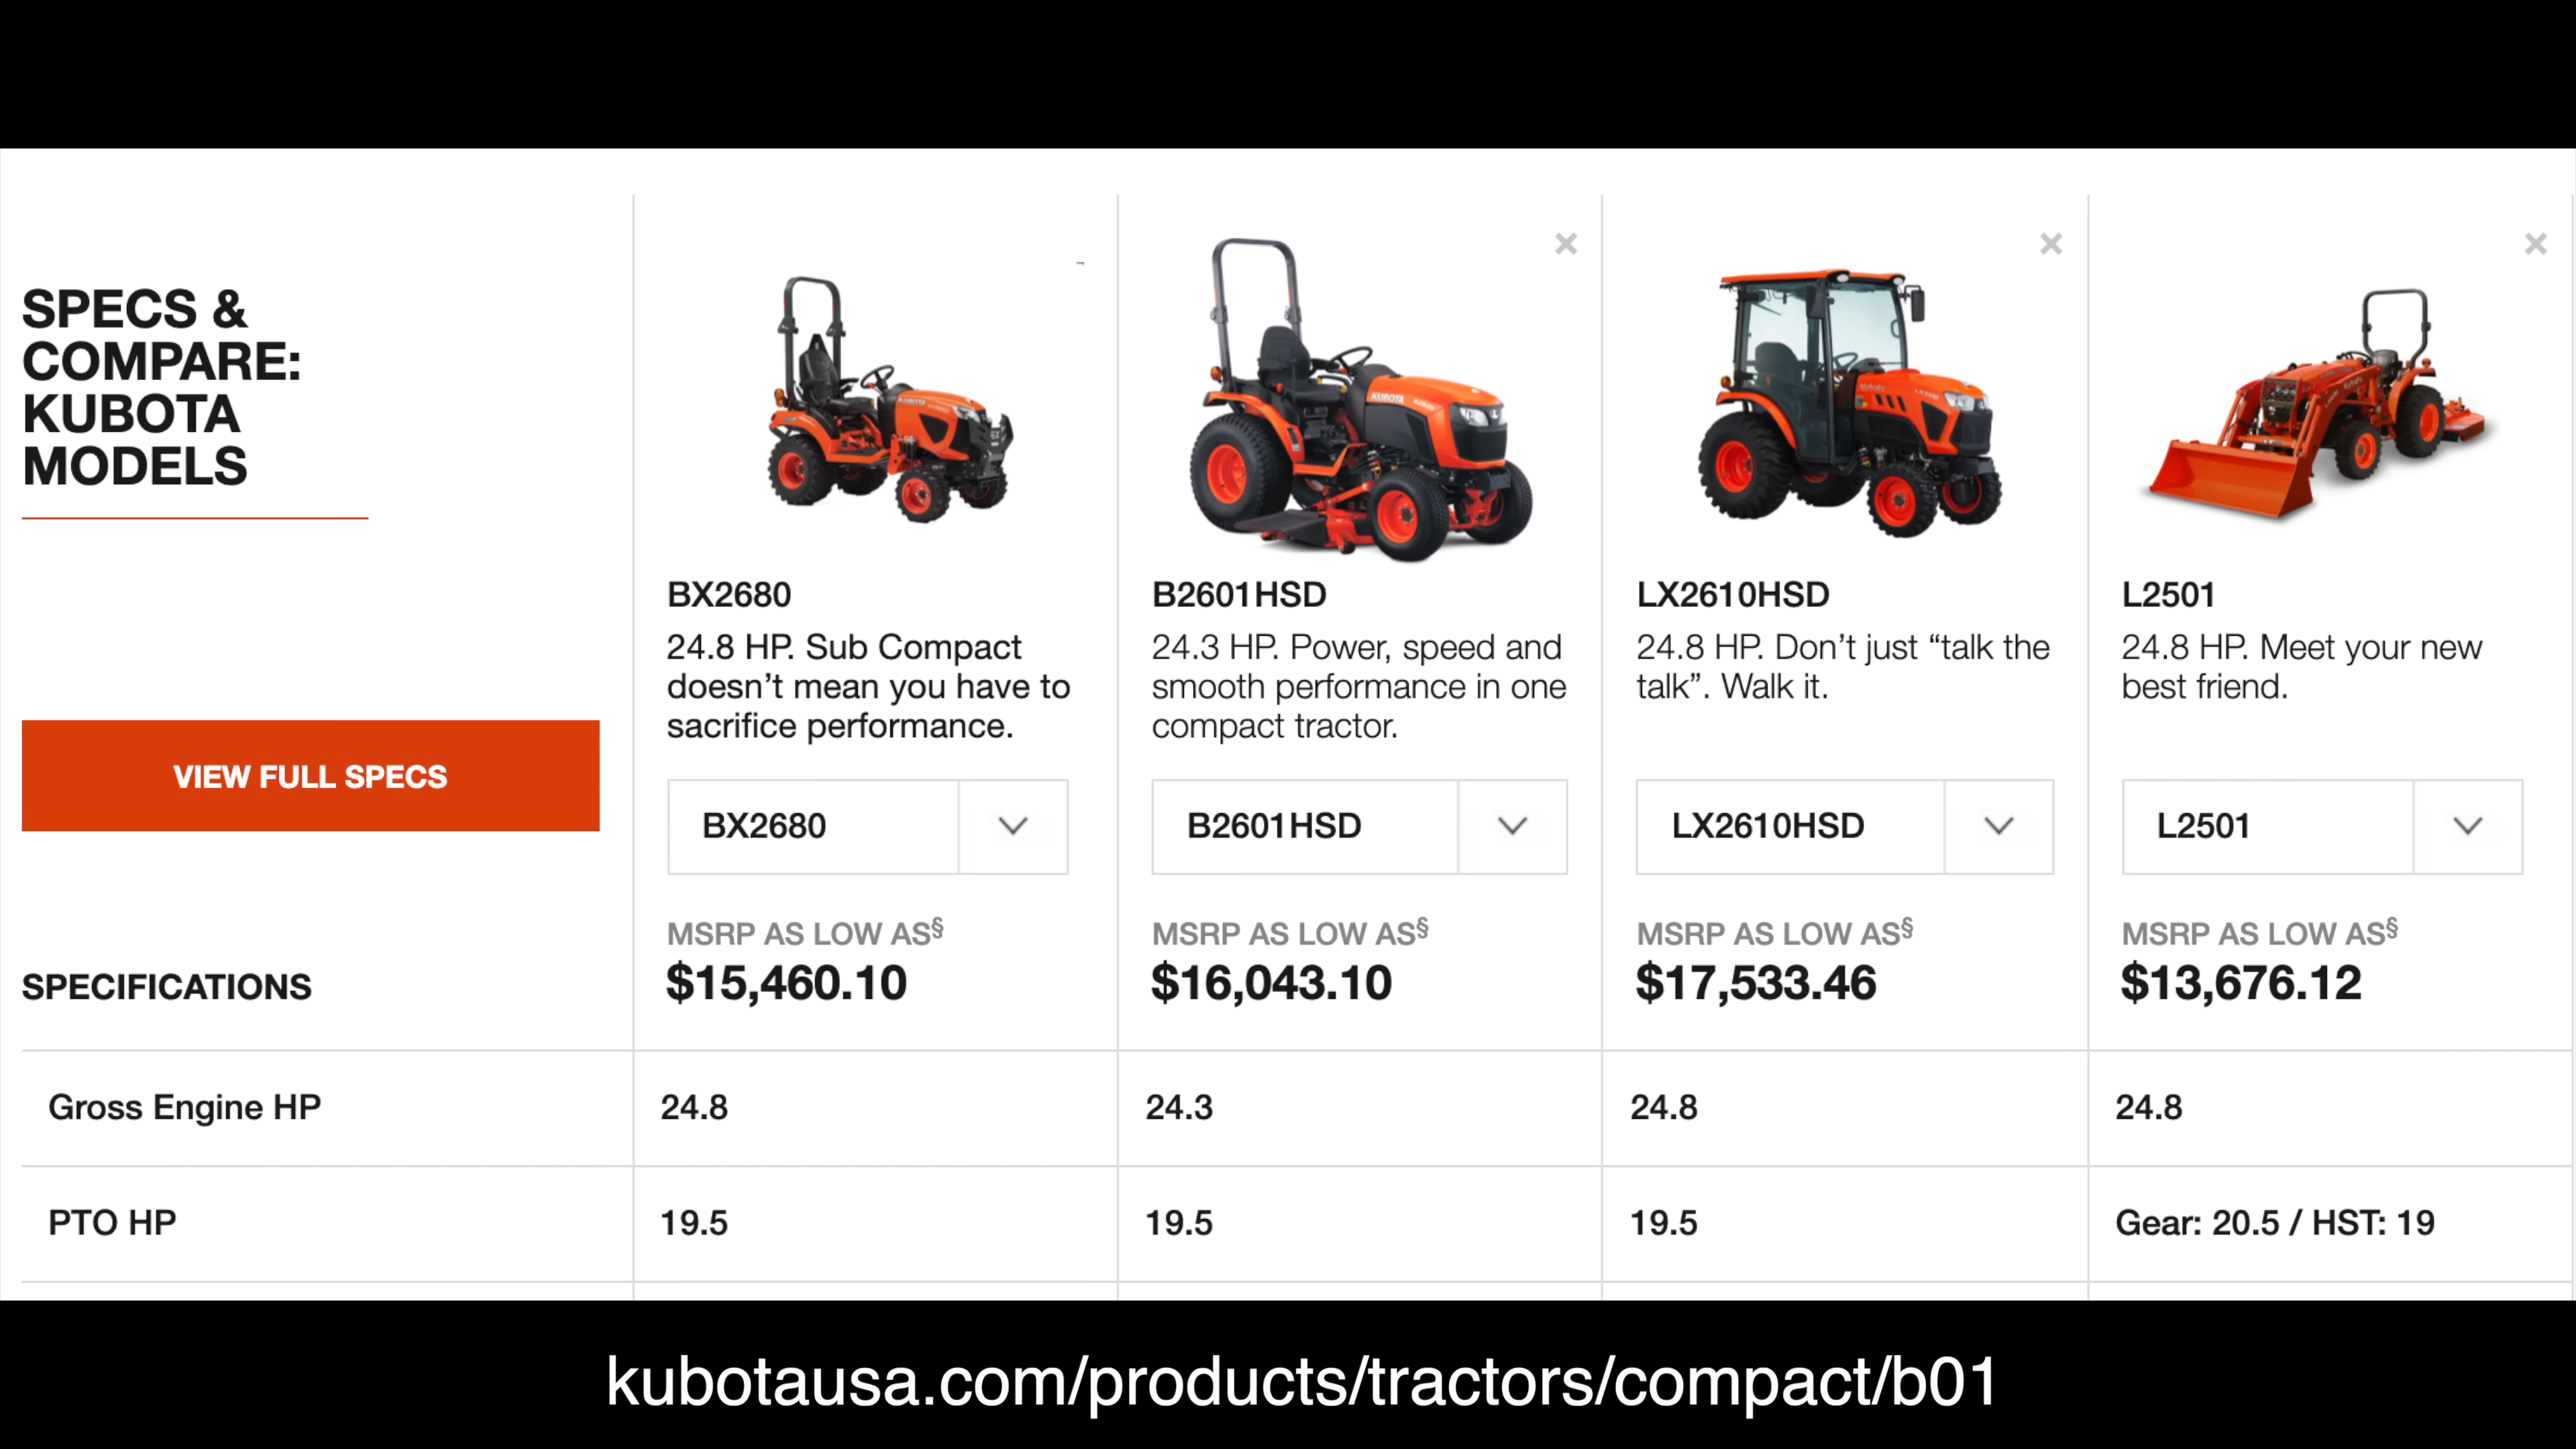 SPECS &
COMPARE:
KUBOTA
MODELS
VIEW FULL SPECS
BX2680
24.8 HP. Sub Compact
doesn’t mean you have to
sacrifice performance.
BX2680
MSRP AS LOW AS§
$15,460.10
B2601HSD
24.3 HP. Power, speed and
smooth performance in one
compact tractor.
B2601HSD
MSRP AS LOW AS§
$16,043.10
LX2610HSD
24.8 HP. Don’t just “talk the
talk”. Walk it.
LX2610HSD
MSRP AS LOW AS§
$17,533.46
L2501
24.8 HP. Meet your new
best friend.
L2501
MSRP AS LOW AS§
$13,676.12
SPECIFICATIONS
Gross Engine HP 24.8 24.3 24.8 24.8
PTO HP 19.5 19.5 19.5 Gear: 20.5 / HST: 19
kubotausa.com/products/tractors/compact/b01
KUBOTA
KUBOTA